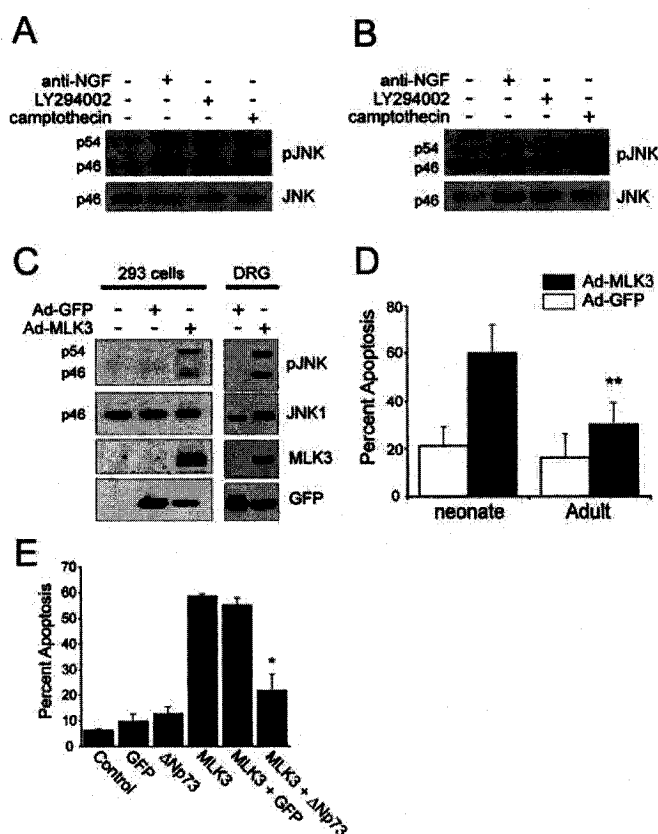 A
anti-NGF - + - -
LY294002 - - + -
camptothecin - - - +
p54
p46
pJNK
p46
JNK
B
anti-NGF - + - -
LY294002 - - + -
camptothecin - - - +
p54
p46
pJNK
p46
JNK
C
293 cells DRG
Ad-GFP - + - + -
Ad-MLK3 - - + - +
p54
p46
pJNK
p46
JNK1
MLK3
GFP
D
Ad-MLK3
Ad-GFP
Percent Apoptosis
80
60
40
20
0
**
neonate Adult
E
Percent Apoptosis
70
60
50
40
30
20
10
0
*
Control
GFP
ΔNp73
MLK3
MLK3 + GFP
MLK3 + ΔNp73